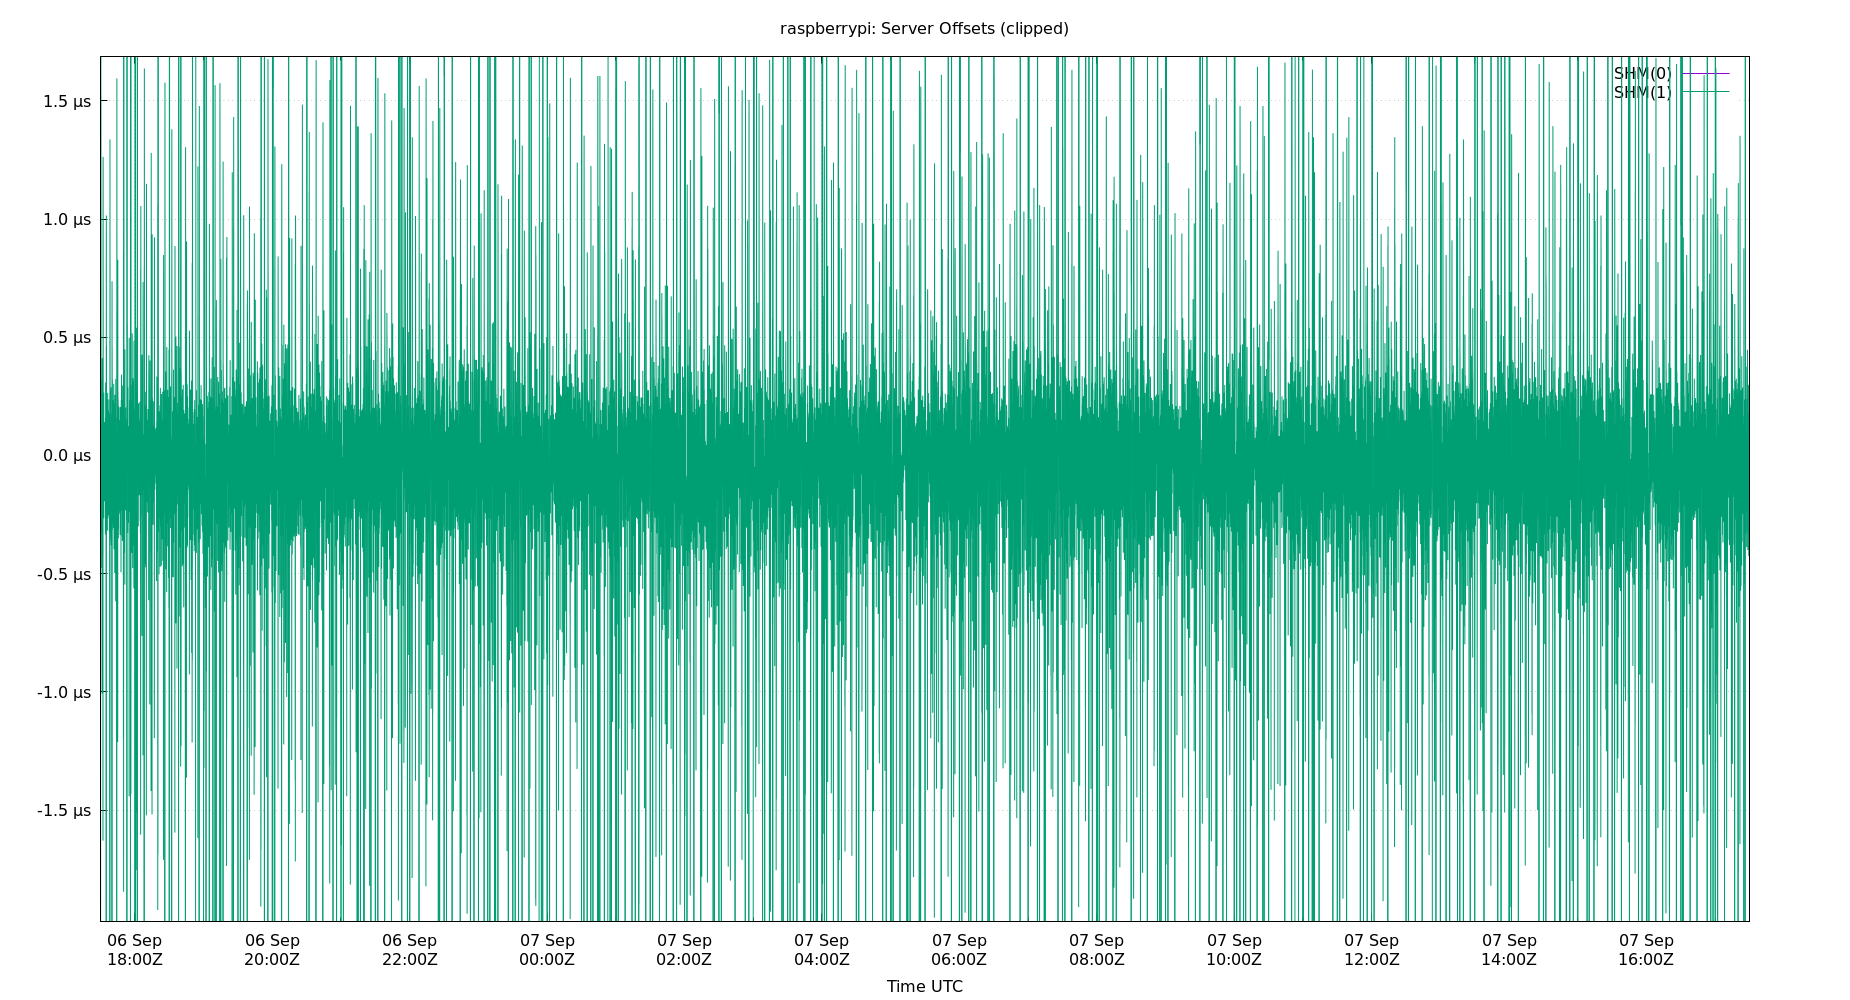 raspberrypi: Server Offsets (clipped)
SHM(0)
SHM(1)
1.5 µs
1.0 µs
0.5 µs
0.0 µs
-0.5 µs
-1.0 µs
-1.5 µs
06 Sep 06 Sep 06 Sep 07 Sep 07 Sep 07 Sep 07 Sep 07 Sep 07 Sep 07 Sep 07 Sep 07 Sep
18:00Z 20:00Z 22:00Z 00:00Z 02:00Z 04:00Z 06:00Z 08:00Z 10:00Z 12:00Z 14:00Z 16:00Z
Time UTC